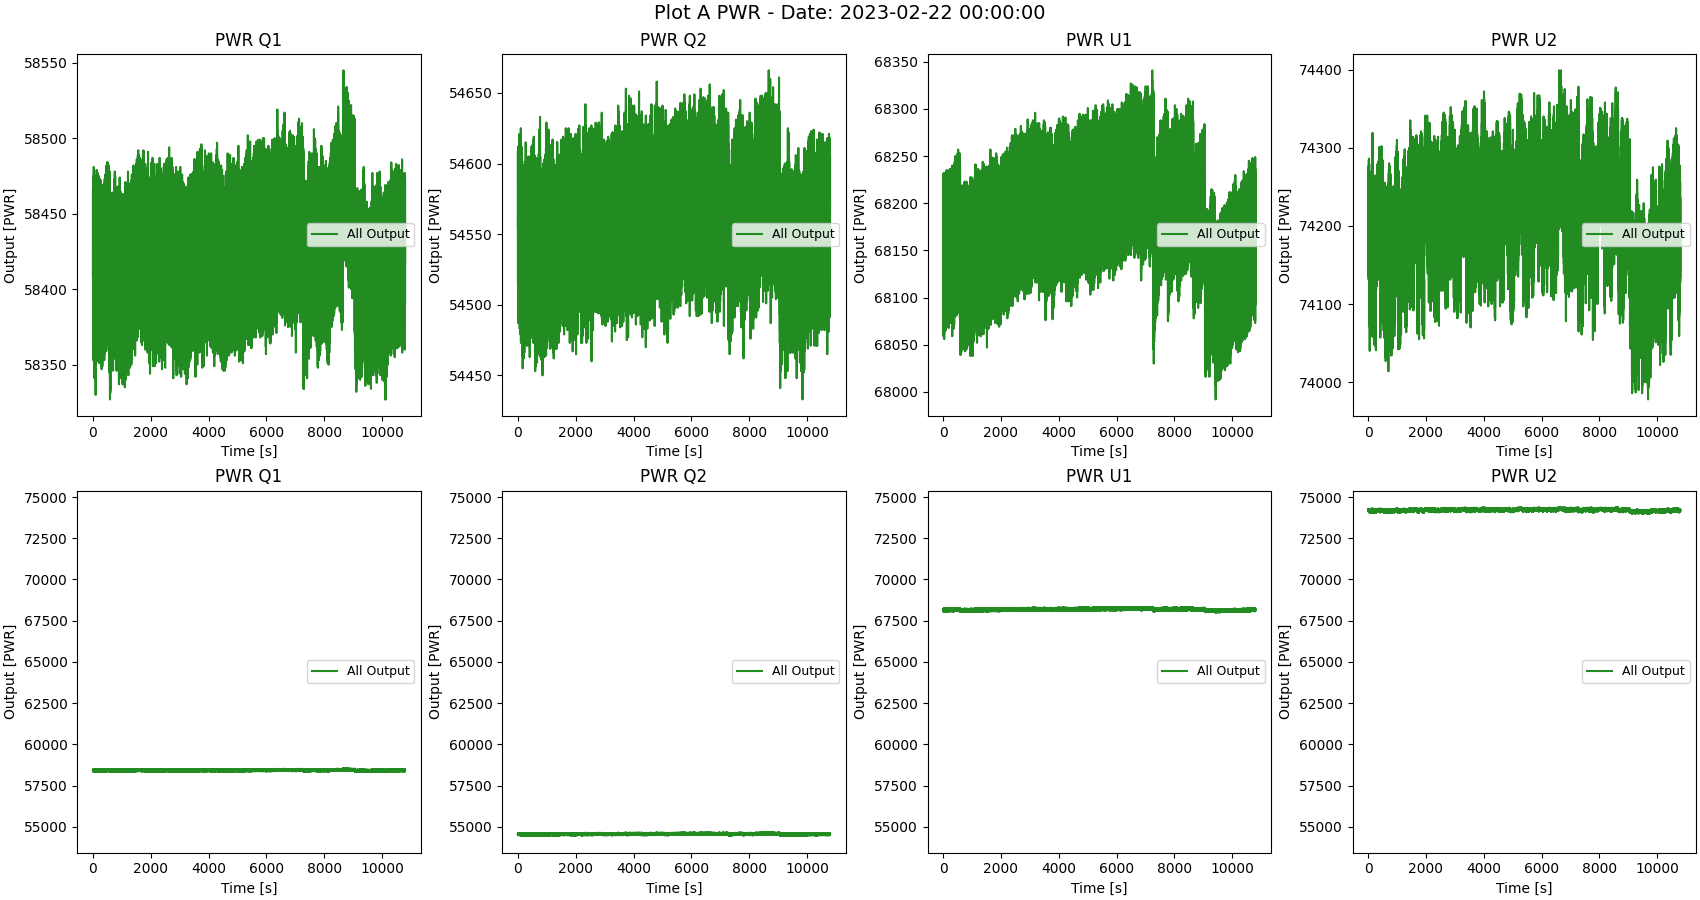 Plot A PWR - Date: 2023-02-22 00:00:00
PWR Q1
PWR Q2
PWR U1
PWR U2
Output [PWR]
58550
58500
58450
58400
58350
All Output
0 2000 4000 6000 8000 10000
Time [s]
Output [PWR]
54650
54600
54550
54500
54450
All Output
0 2000 4000 6000 8000 10000
Time [s]
Output [PWR]
68350
68300
68250
68200
68150
68100
68050
68000
All Output
0 2000 4000 6000 8000 10000
Time [s]
Output [PWR]
74400
74300
74200
74100
74000
All Output
0 2000 4000 6000 8000 10000
Time [s]
PWR Q1
PWR Q2
PWR U1
PWR U2
Output [PWR]
75000
72500
70000
67500
65000
62500
60000
57500
55000
All Output
0 2000 4000 6000 8000 10000
Time [s]
Output [PWR]
75000
72500
70000
67500
65000
62500
60000
57500
55000
All Output
0 2000 4000 6000 8000 10000
Time [s]
Output [PWR]
75000
72500
70000
67500
65000
62500
60000
57500
55000
All Output
0 2000 4000 6000 8000 10000
Time [s]
Output [PWR]
75000
72500
70000
67500
65000
62500
60000
57500
55000
All Output
0 2000 4000 6000 8000 10000
Time [s]